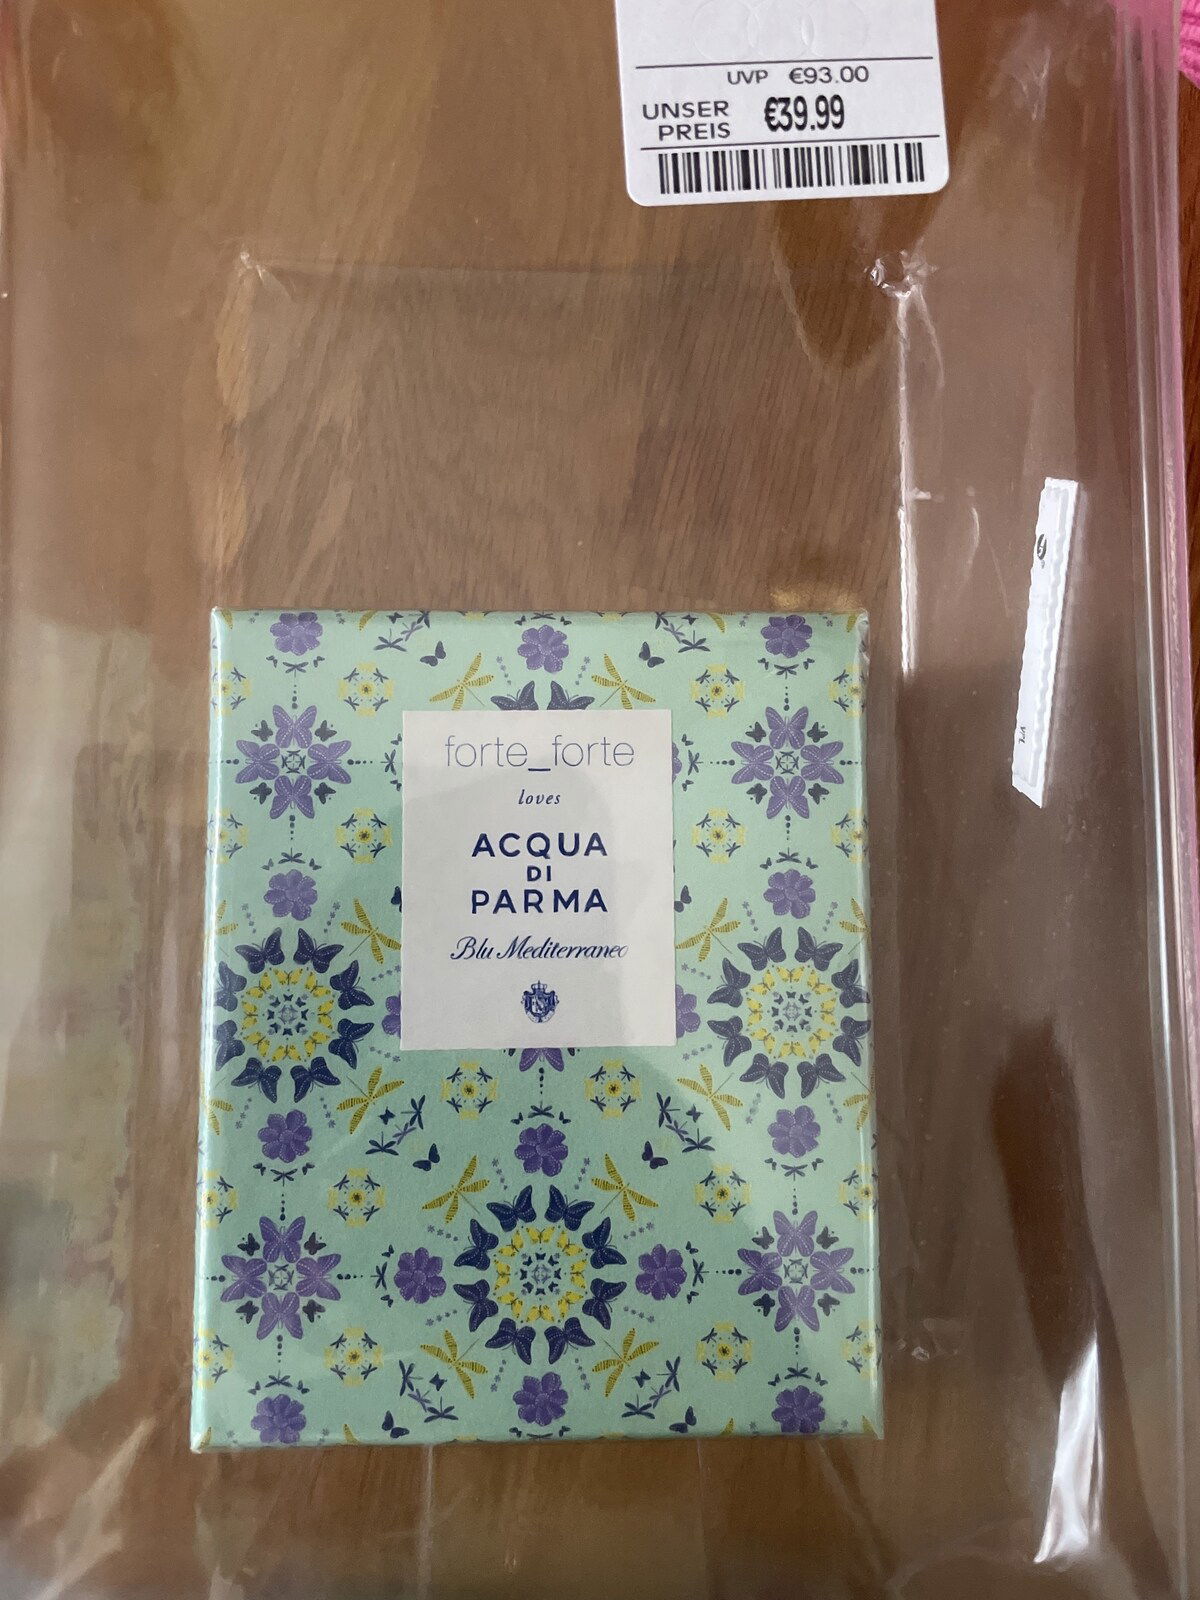 UVP €93.00
UNSER PREIS €39.99
forte_forte
loves
ACQUA
DI
PARMA
Blu Mediterraneo